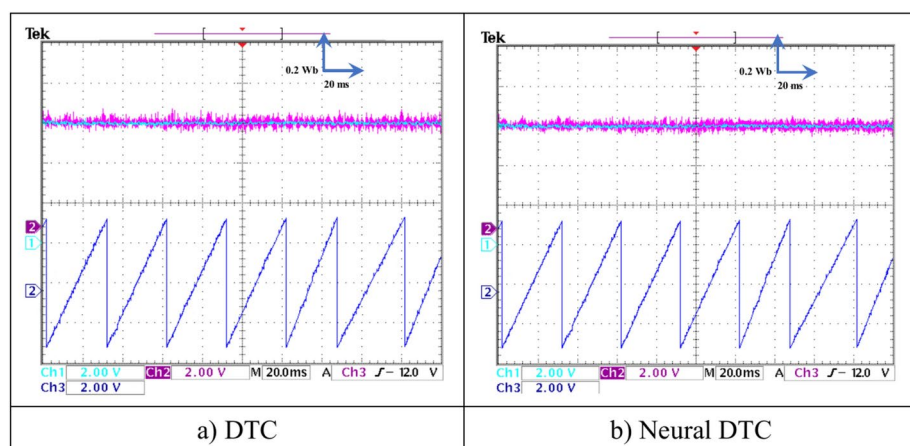 Tek
0.2 Wb
20 ms
2
1
2
Ch1 2.00 V Ch2 2.00 V M 20.0ms A Ch3 ƒ – 12.0 V
Ch3 2.00 V
a) DTC
Tek
0.2 Wb
20 ms
2
1
2
Ch1 2.00 V Ch2 2.00 V M 20.0ms A Ch3 ƒ – 12.0 V
Ch3 2.00 V
b) Neural DTC